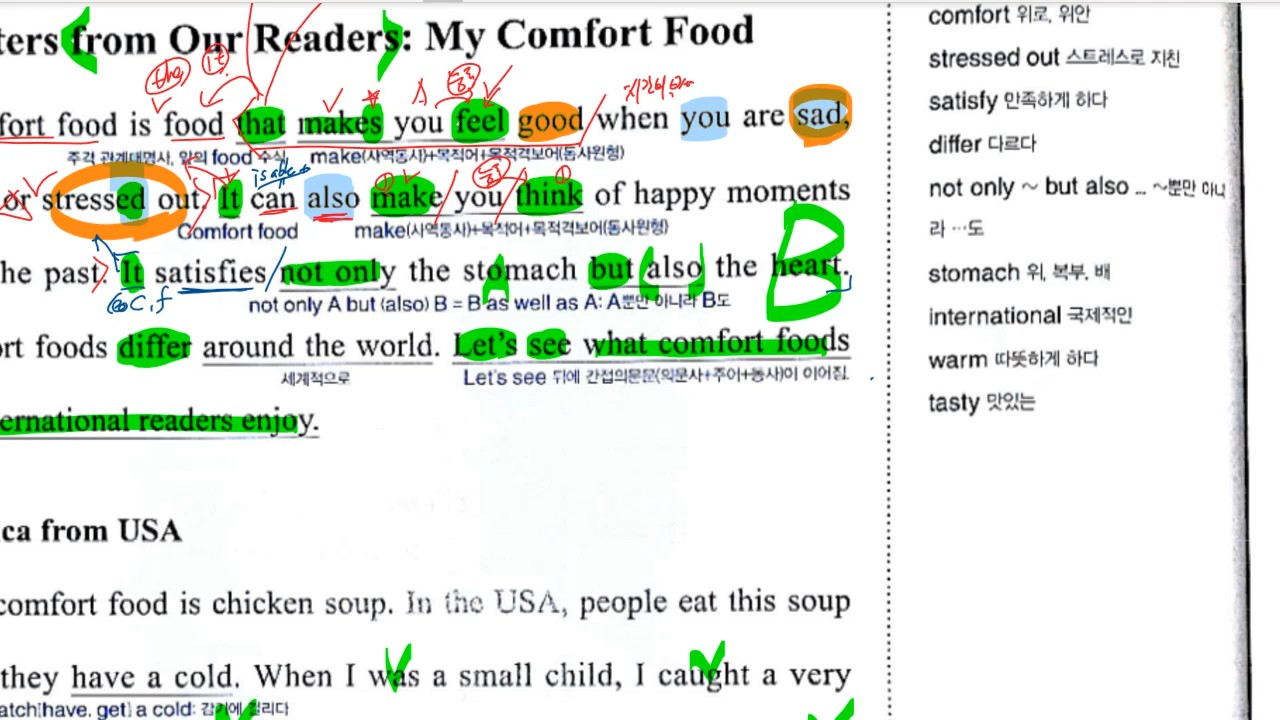 ters from Our Readers: My Comfort Food
the it
fort food is food that makes you feel good when you are sad,
주격 관계대명사, 앞의 food 수식 make(사역동사)+목적어+목적격보어(동사원형)
or stressed out. It can also make you think of happy moments
Comfort food make(사역동사)+목적어+목적격보어(동사원형)
he past. It satisfies not only the stomach but (also) the heart.
C.f A B
not only A but (also) B = B as well as A: A뿐만 아니라 B도
ort foods differ around the world. Let's see what comfort foods
세계적으로 Let's see 뒤에 간접의문문(의문사+주어+동사)이 이어짐.
ernational readers enjoy.
ca from USA
comfort food is chicken soup. In the USA, people eat this soup
they have a cold. When I was a small child, I caught a very
atch[have, get] a cold: 감기에 걸리다
comfort 위로, 위안
stressed out 스트레스로 지친
satisfy 만족하게 하다
differ 다르다
not only ~ but also ... ~뿐만 아니
라 …도
stomach 위, 복부, 배
international 국제적인
warm 따뜻하게 하다
tasty 맛있는